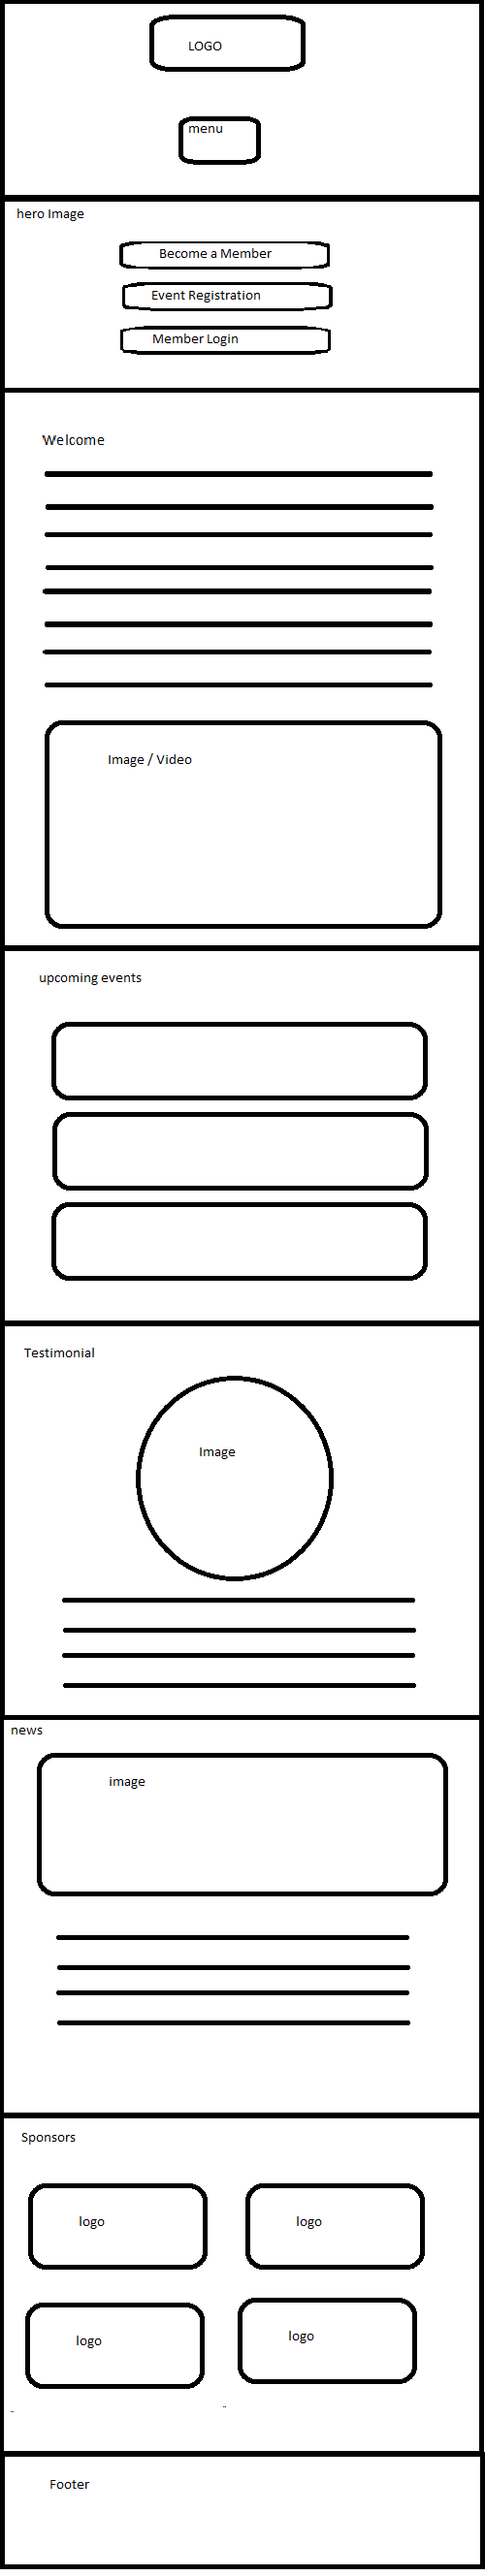 LOGO
menu
hero Image
Become a Member
Event Registration
Member Login
Welcome
Image / Video
upcoming events
Testimonial
Image
news
image
Sponsors
logo
logo
logo
logo
Footer